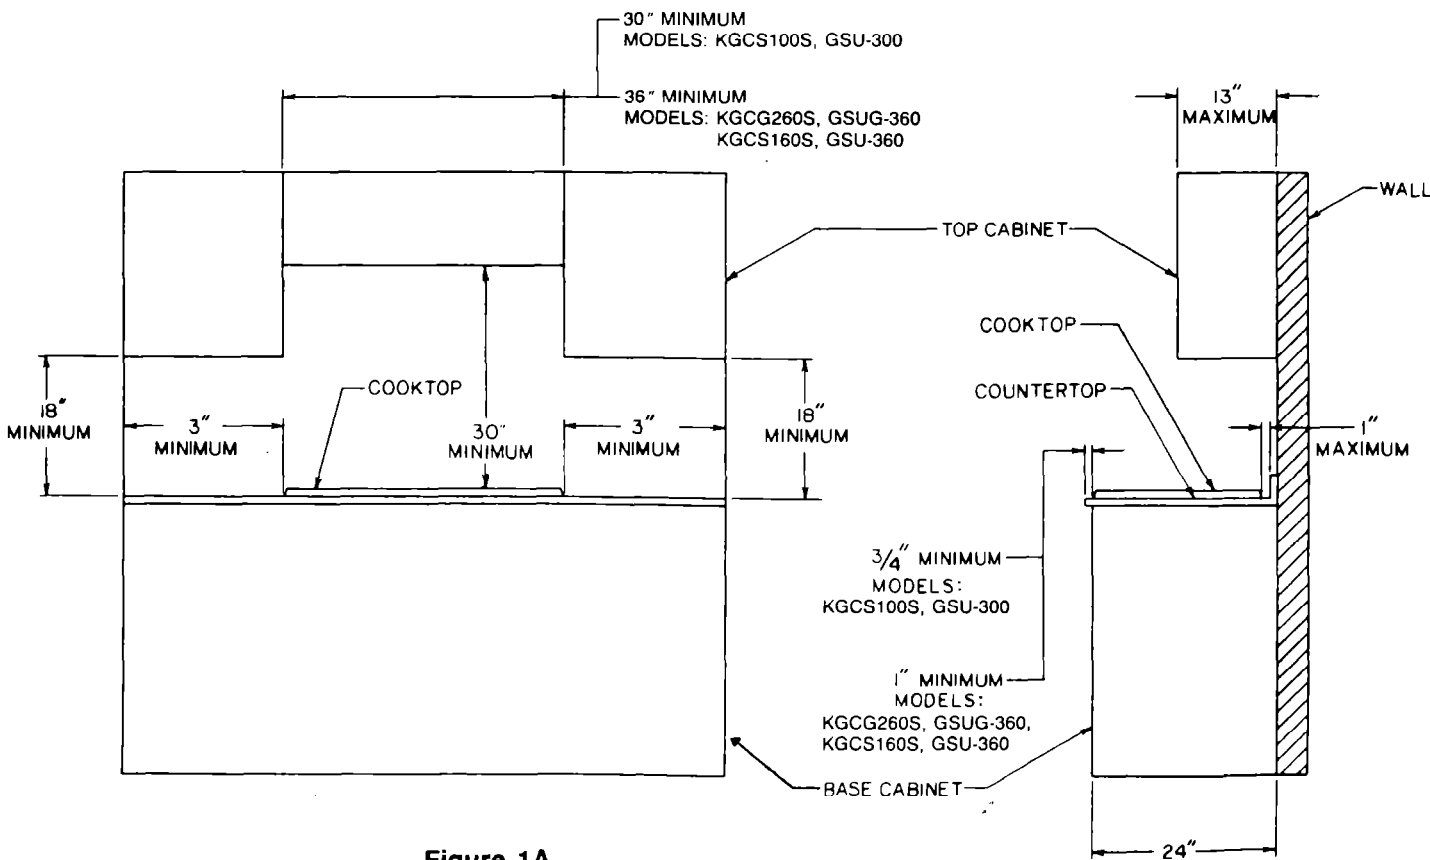 30" MINIMUM
MODELS: KGCS100S, GSU-300
36" MINIMUM
MODELS: KGCG260S, GSUG-360
KGCS160S, GSU-360
13"
MAXIMUM
WALL
TOP CABINET
COOKTOP
COUNTERTOP
COOKTOP
18"
MINIMUM
3"
MINIMUM
30"
MINIMUM
3"
MINIMUM
18"
MINIMUM
1"
MAXIMUM
3/4" MINIMUM
MODELS:
KGCS100S, GSU-300
1" MINIMUM
MODELS:
KGCG260S, GSUG-360,
KGCS160S, GSU-360
BASE CABINET
24"
Figure 1A